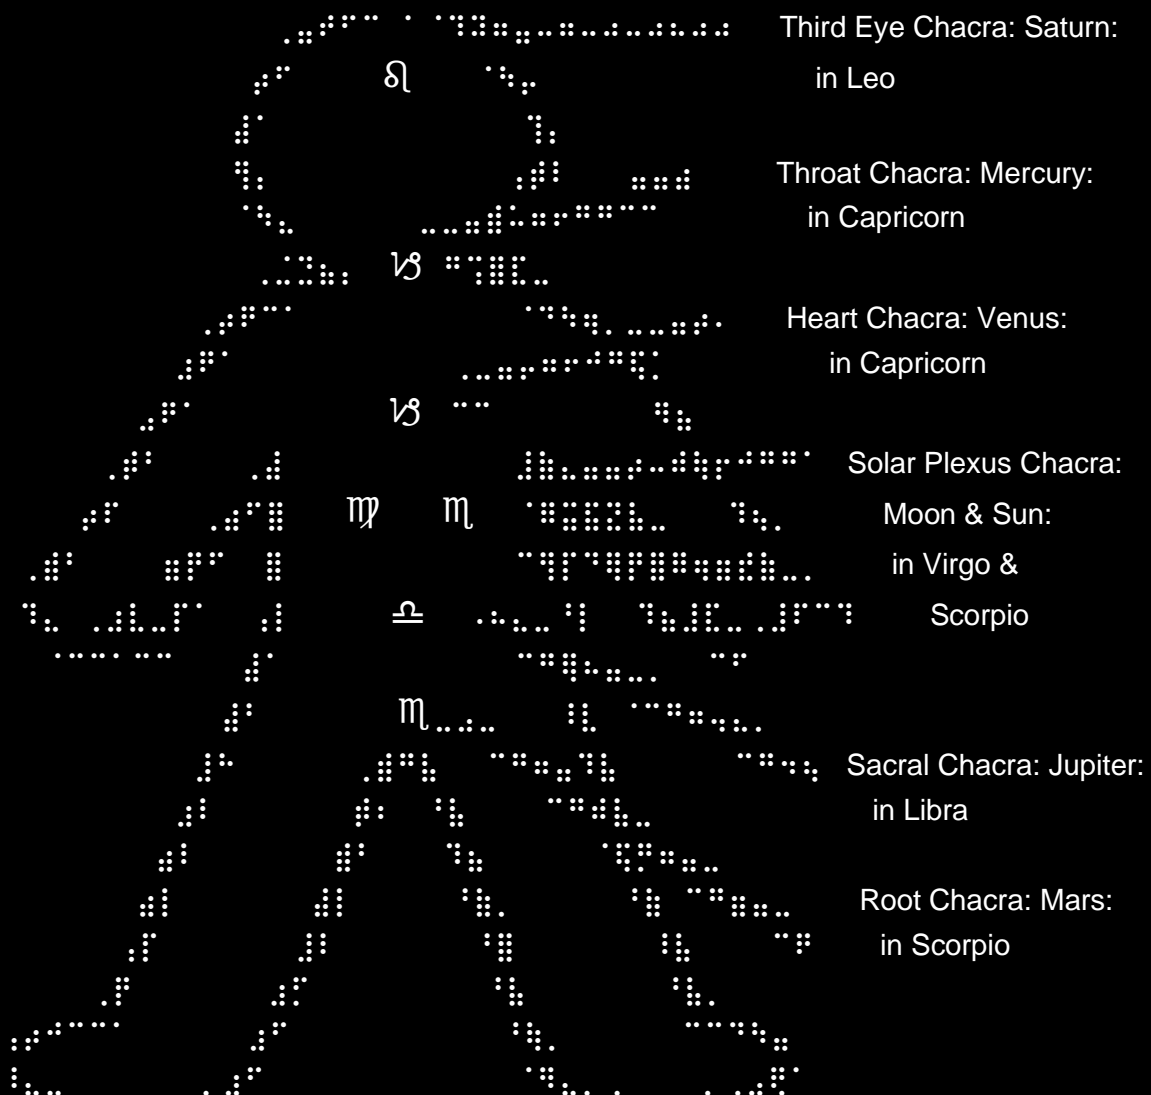 Third Eye Chacra: Saturn:
in Leo
♌
Throat Chacra: Mercury:
in Capricorn
♑
Heart Chacra: Venus:
in Capricorn
♑
Solar Plexus Chacra:
♍ ♏ Moon & Sun:
in Virgo &
♎ Scorpio
♏
Sacral Chacra: Jupiter:
in Libra
Root Chacra: Mars:
in Scorpio